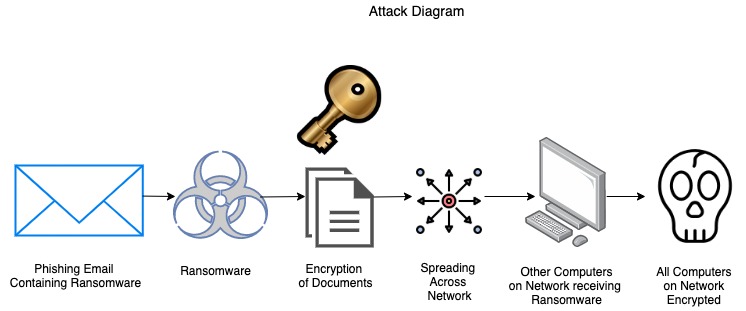 Attack Diagram
Phishing Email
Containing Ransomware
Ransomware
Encryption
of Documents
Spreading
Across
Network
Other Computers
on Network receiving
Ransomware
All Computers
on Network
Encrypted